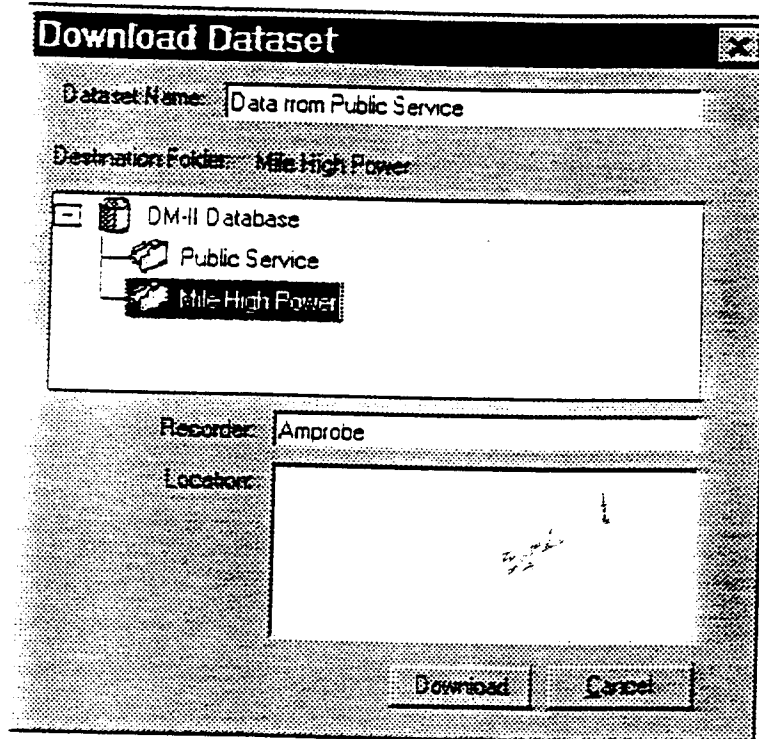 Download Dataset
Dataset Name: Data from Public Service
Destination Folder: Mile High Power
DM-II Database
Public Service
Mile High Power
Recorder: Amprobe
Location:
Download Cancel